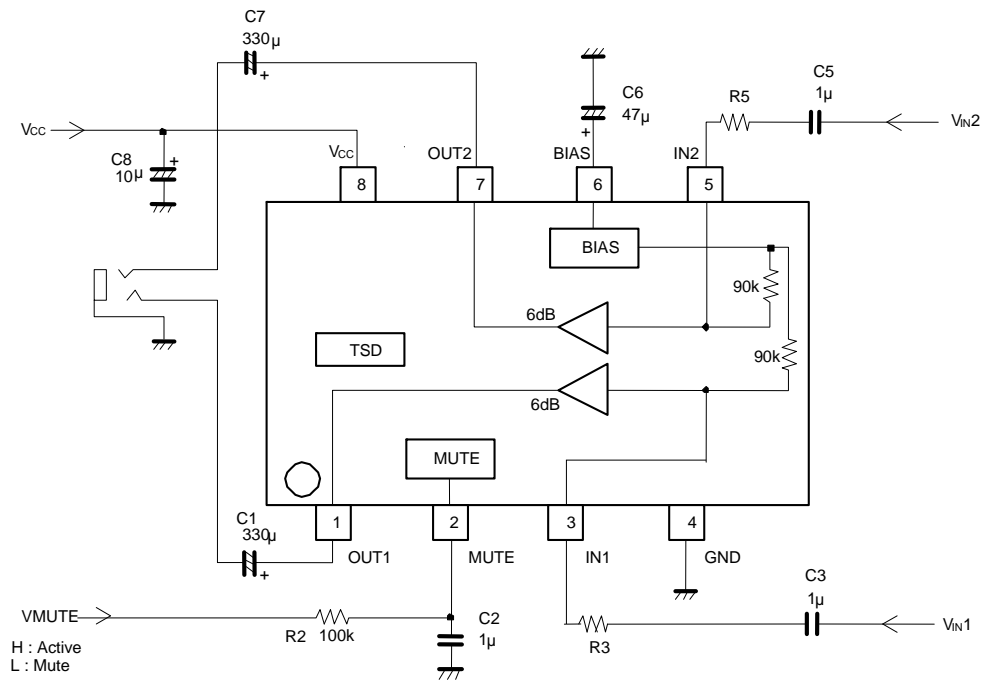 C7
330μ
C6
47μ
+
C5
1μ
R5
VCC
VIN2
C8
10μ
+
VCC
OUT2
BIAS
IN2
8
7
6
5
BIAS
90k
6dB
TSD
90k
6dB
MUTE
C1
330μ
+
1
2
3
4
OUT1
MUTE
IN1
GND
C3
1μ
VMUTE
R2
100k
C2
1μ
R3
VIN1
H : Active
L : Mute
+